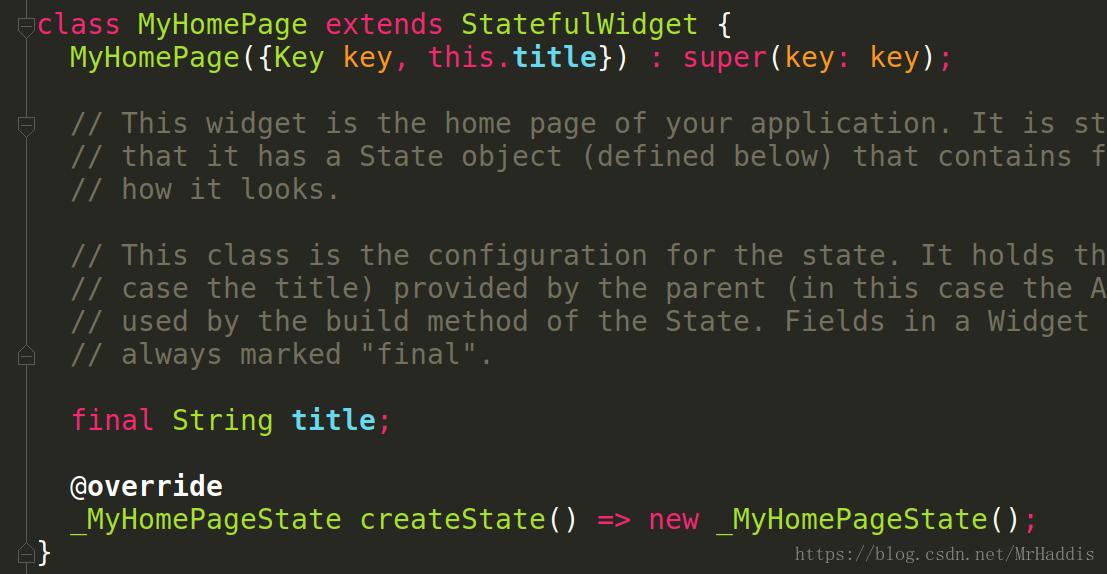 class MyHomePage extends StatefulWidget {
  MyHomePage({Key key, this.title}) : super(key: key);

  // This widget is the home page of your application. It is st
  // that it has a State object (defined below) that contains f
  // how it looks.

  // This class is the configuration for the state. It holds th
  // case the title) provided by the parent (in this case the A
  // used by the build method of the State. Fields in a Widget
  // always marked "final".

  final String title;

  @override
  _MyHomePageState createState() => new _MyHomePageState();
}
https://blog.csdn.net/MrHaddis